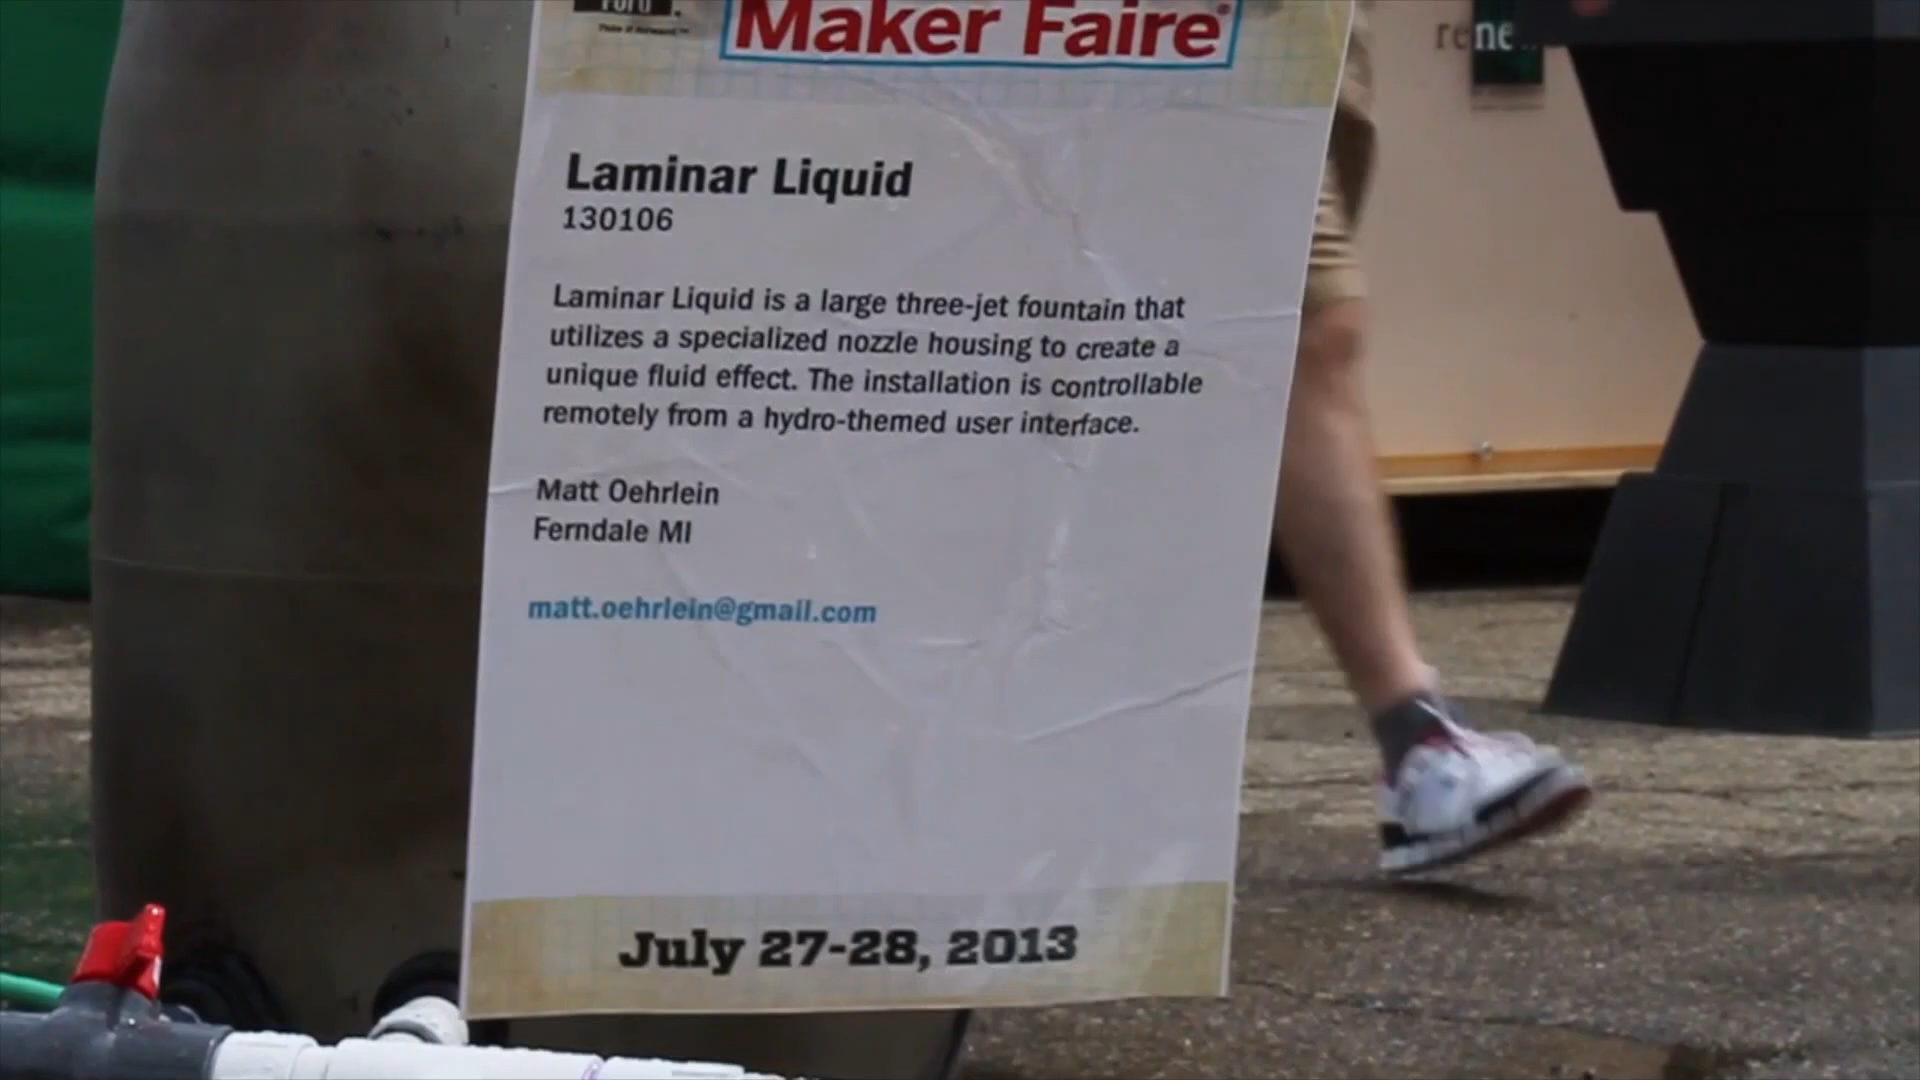 Ford
Maker Faire
Laminar Liquid
130106
Laminar Liquid is a large three-jet fountain that
utilizes a specialized nozzle housing to create a
unique fluid effect. The installation is controllable
remotely from a hydro-themed user interface.
Matt Oehrlein
Ferndale MI
matt.oehrlein@gmail.com
July 27-28, 2013